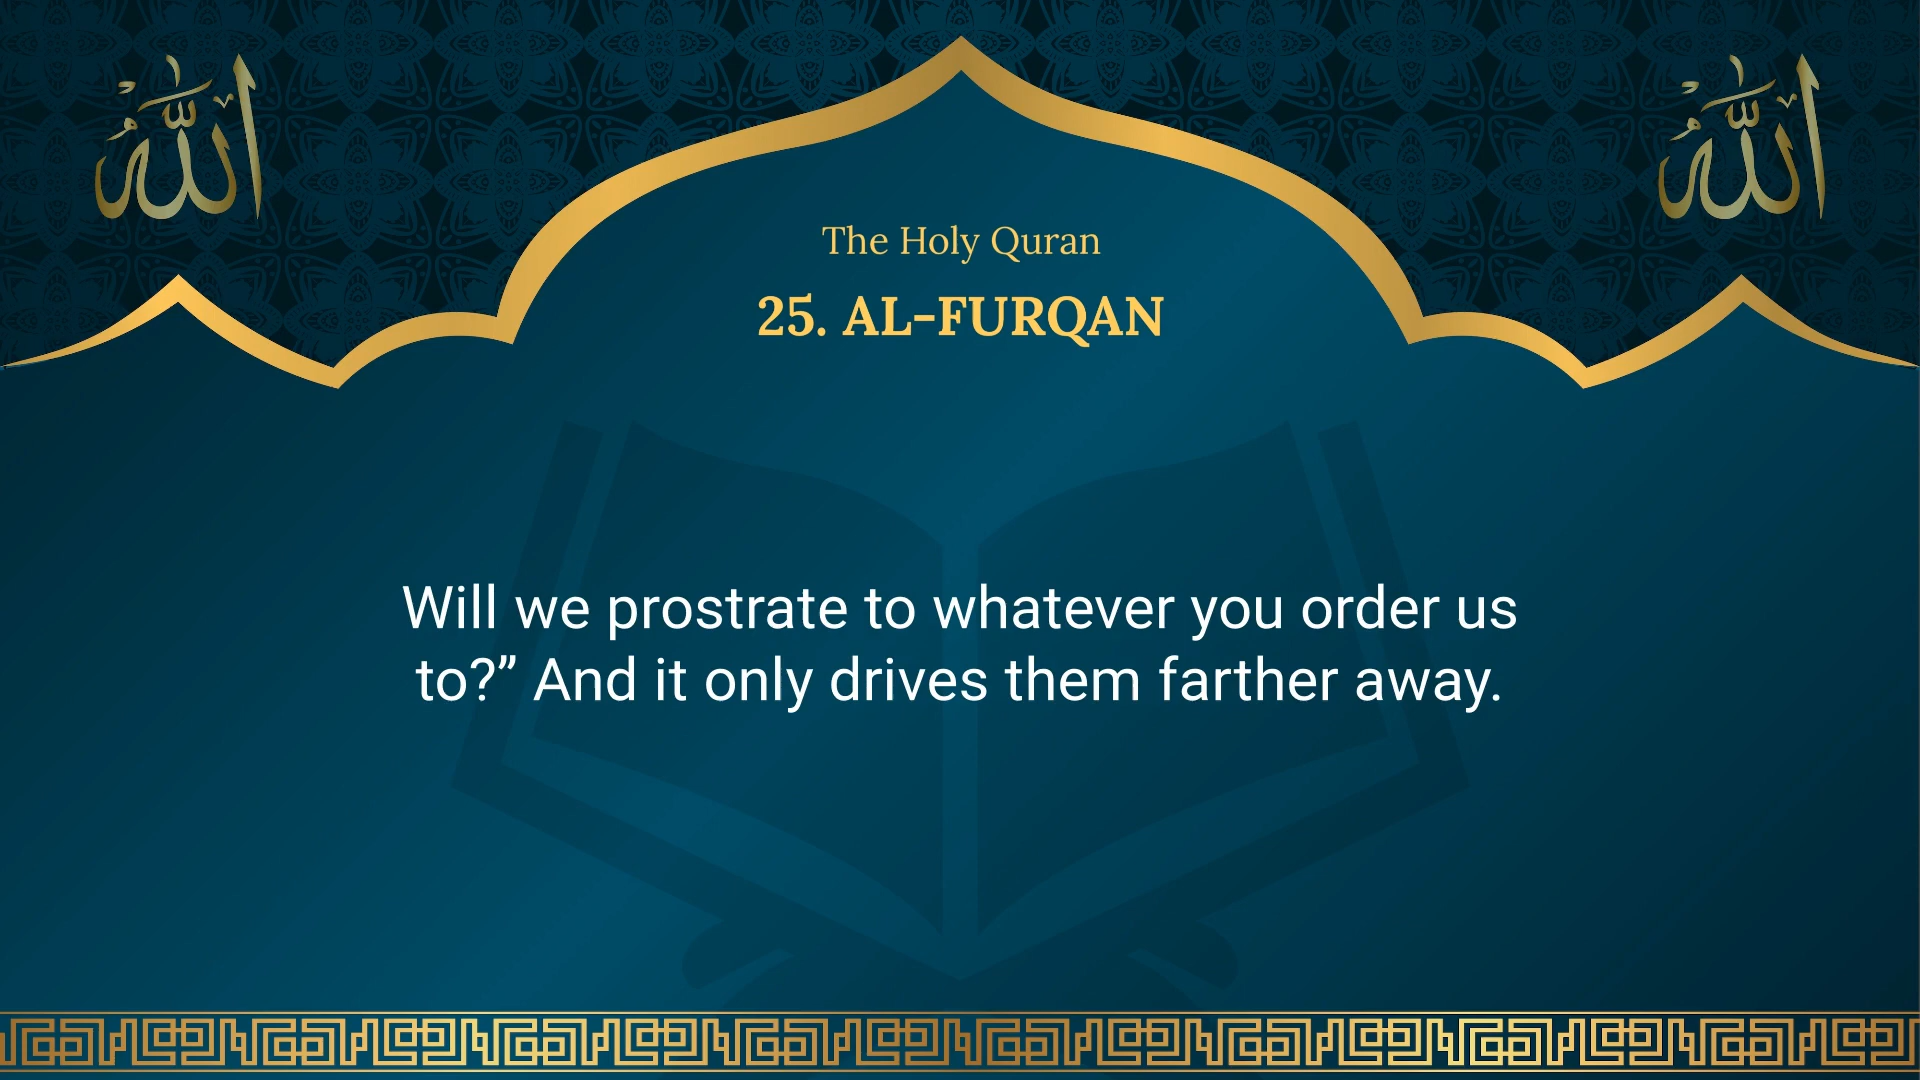 الله
الله
The Holy Quran
25. AL-FURQAN
Will we prostrate to whatever you order us
to?” And it only drives them farther away.